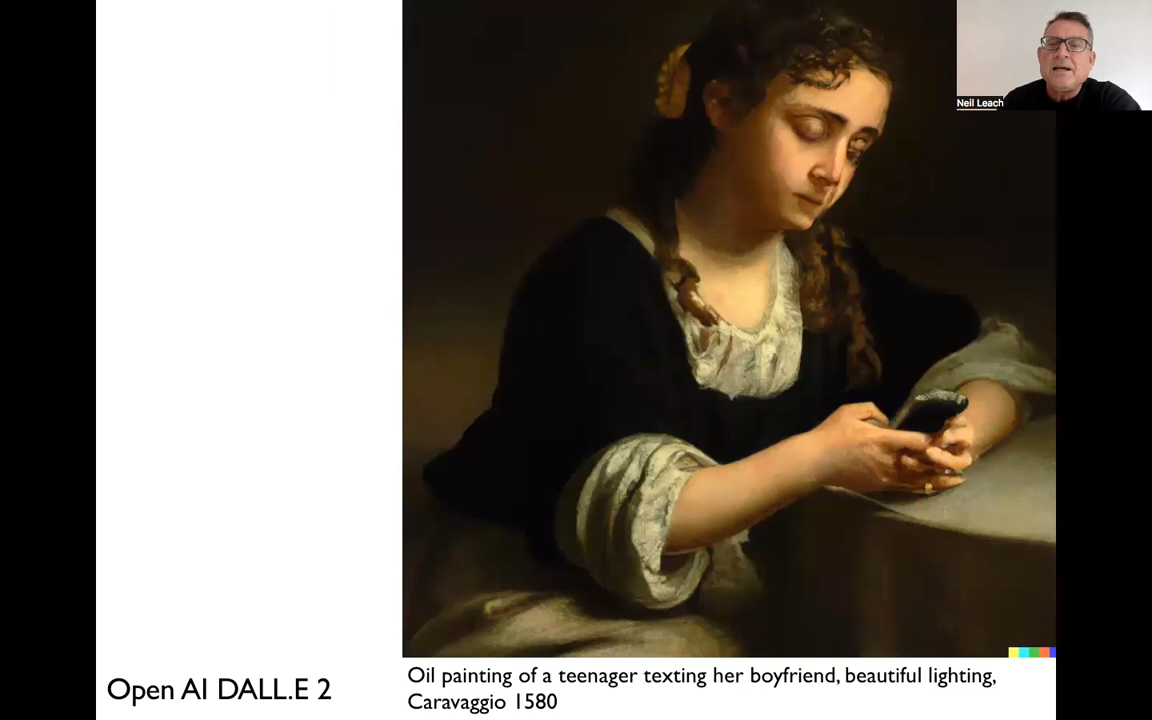 Neil Leach
Oil painting of a teenager texting her boyfriend, beautiful lighting,
Caravaggio 1580
Open AI DALL.E 2